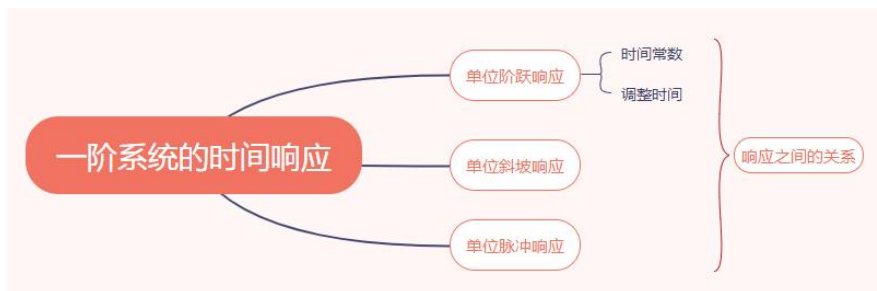 一阶系统的时间响应
单位阶跃响应
时间常数
调整时间
单位斜坡响应
单位脉冲响应
响应之间的关系